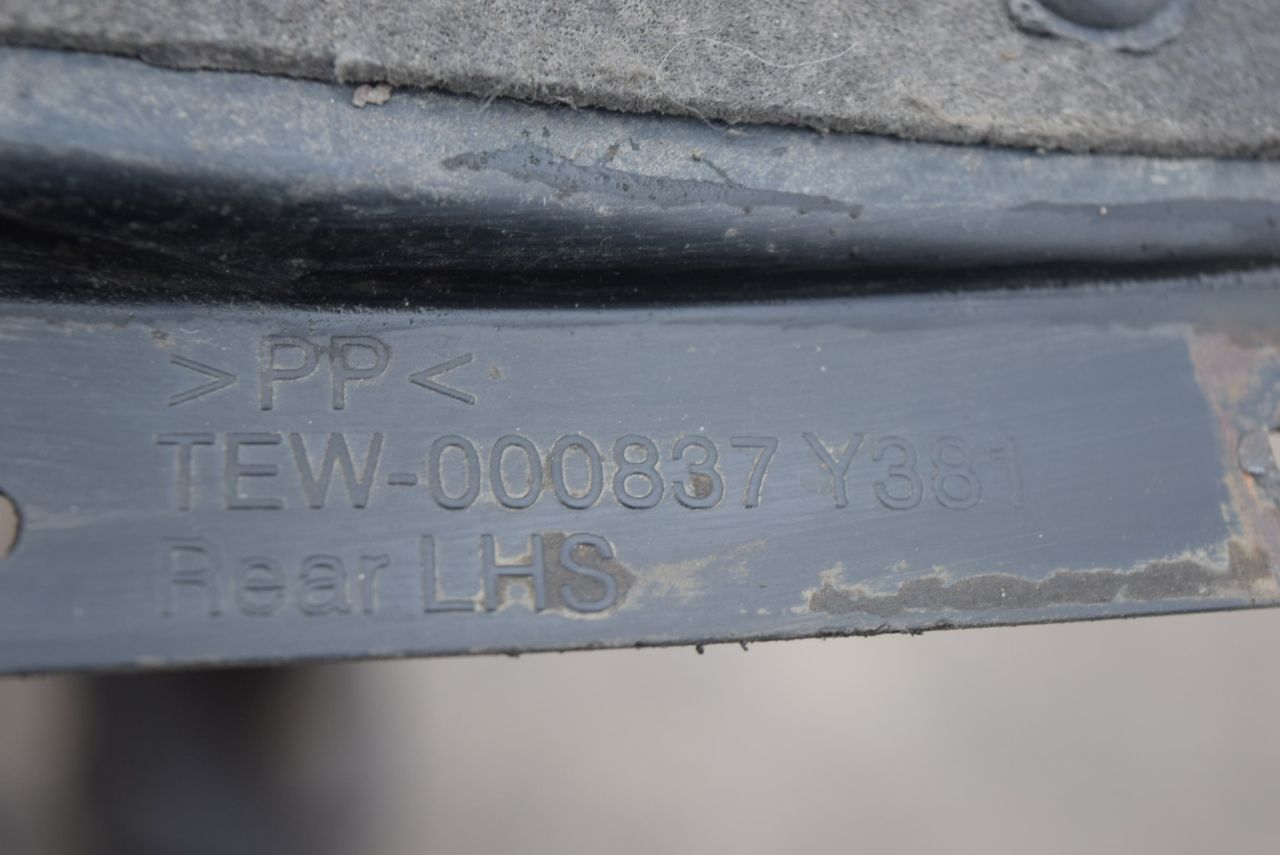 >PP<
TEW-000837 Y381
Rear LHS